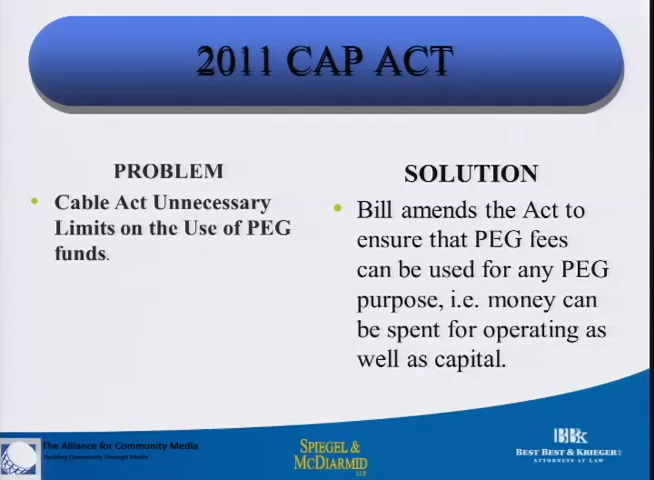 2011 CAP ACT
PROBLEM
• Cable Act Unnecessary
Limits on the Use of PEG
funds.
SOLUTION
• Bill amends the Act to
ensure that PEG fees
can be used for any PEG
purpose, i.e. money can
be spent for operating as
well as capital.
The Alliance for Community Media
Building Community Through Media
SPIEGEL &
MCDIARMID
LLP
BBK
BEST BEST & KRIEGER
ATTORNEYS AT LAW